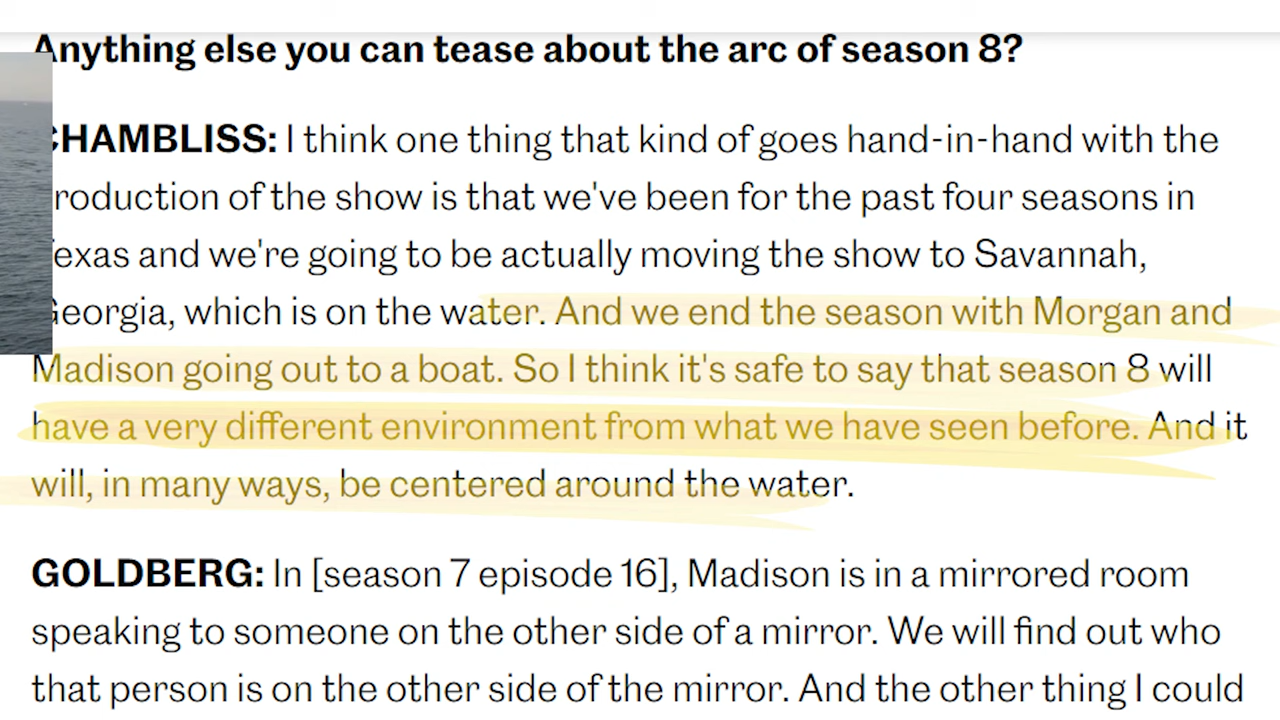 Anything else you can tease about the arc of season 8?
CHAMBLISS: I think one thing that kind of goes hand-in-hand with the
production of the show is that we've been for the past four seasons in
Texas and we're going to be actually moving the show to Savannah,
Georgia, which is on the water. And we end the season with Morgan and
Madison going out to a boat. So I think it's safe to say that season 8 will
have a very different environment from what we have seen before. And it
will, in many ways, be centered around the water.
GOLDBERG: In [season 7 episode 16], Madison is in a mirrored room
speaking to someone on the other side of a mirror. We will find out who
that person is on the other side of the mirror. And the other thing I could